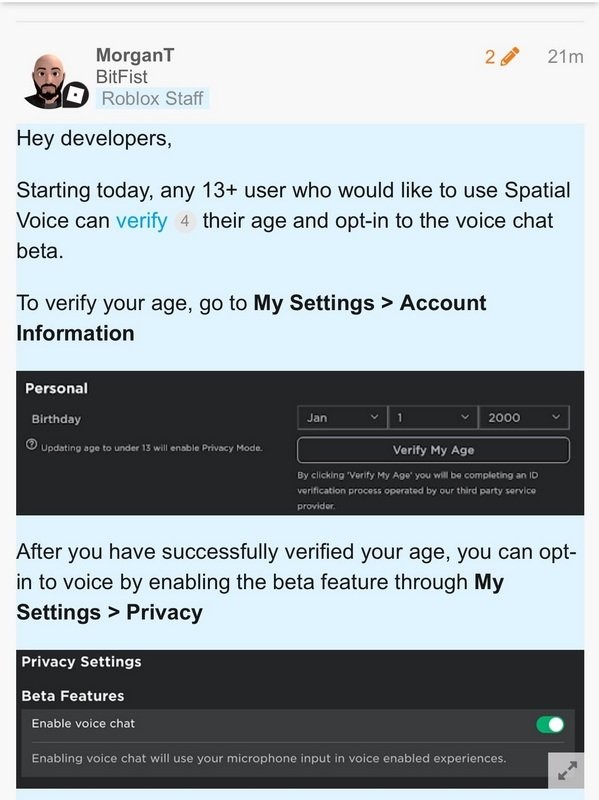 MorganT
2
21m
BitFist
Roblox Staff
Hey developers,
Starting today, any 13+ user who would like to use Spatial
Voice can verify 4 their age and opt-in to the voice chat
beta.
To verify your age, go to My Settings > Account
Information
Personal
Birthday
Jan
1
2000
? Updating age to under 13 will enable Privacy Mode.
Verify My Age
By clicking 'Verify My Age' you will be completing an ID
verification process operated by our third party service
provider.
After you have successfully verified your age, you can opt-
in to voice by enabling the beta feature through My
Settings > Privacy
Privacy Settings
Beta Features
Enable voice chat
Enabling voice chat will use your microphone input in voice enabled experiences.